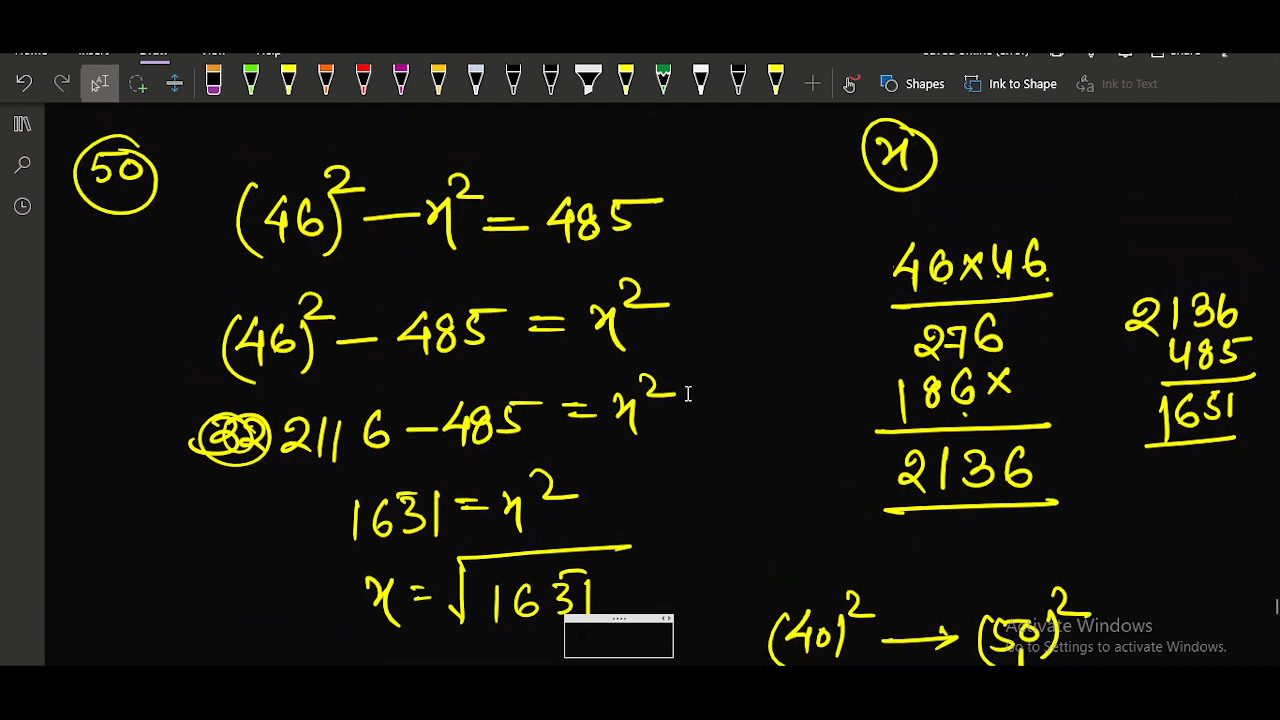 Shapes
Ink to Shape
Ink to Text
50
(46)² − x² = 485
(46)² − 485 = x²
2116 − 485 = x²
1631 = x²
x = √1631
x
46×46
276
186×
2136
2136
485
1651
(40)² → (50)²
Activate Windows
Go to Settings to activate Windows.